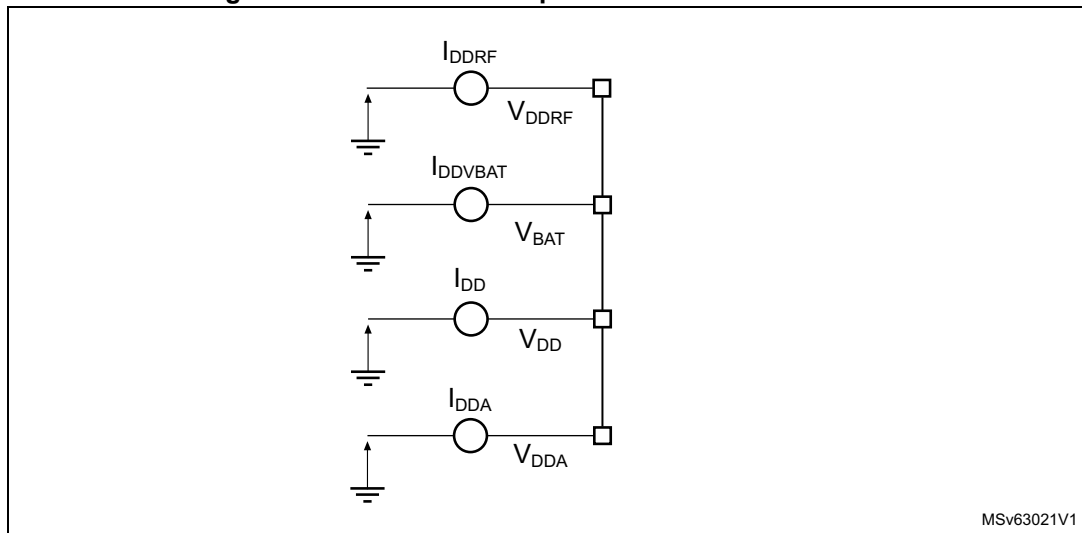 I_DDRF
V_DDRF
I_DDVBAT
V_BAT
I_DD
V_DD
I_DDA
V_DDA
MSv63021V1